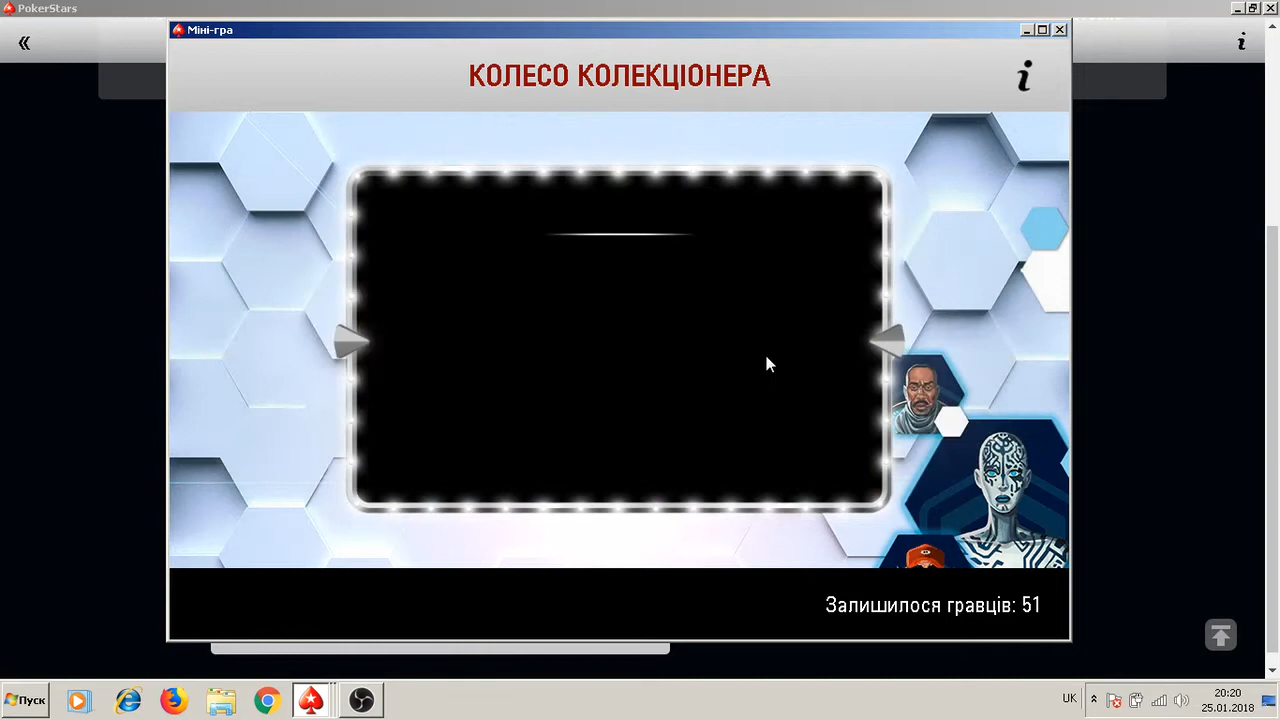 PokerStars
Міні-гра
КОЛЕСО КОЛЕКЦІОНЕРА
Залишилося гравців: 51
Пуск
UK
20:20
25.01.2018